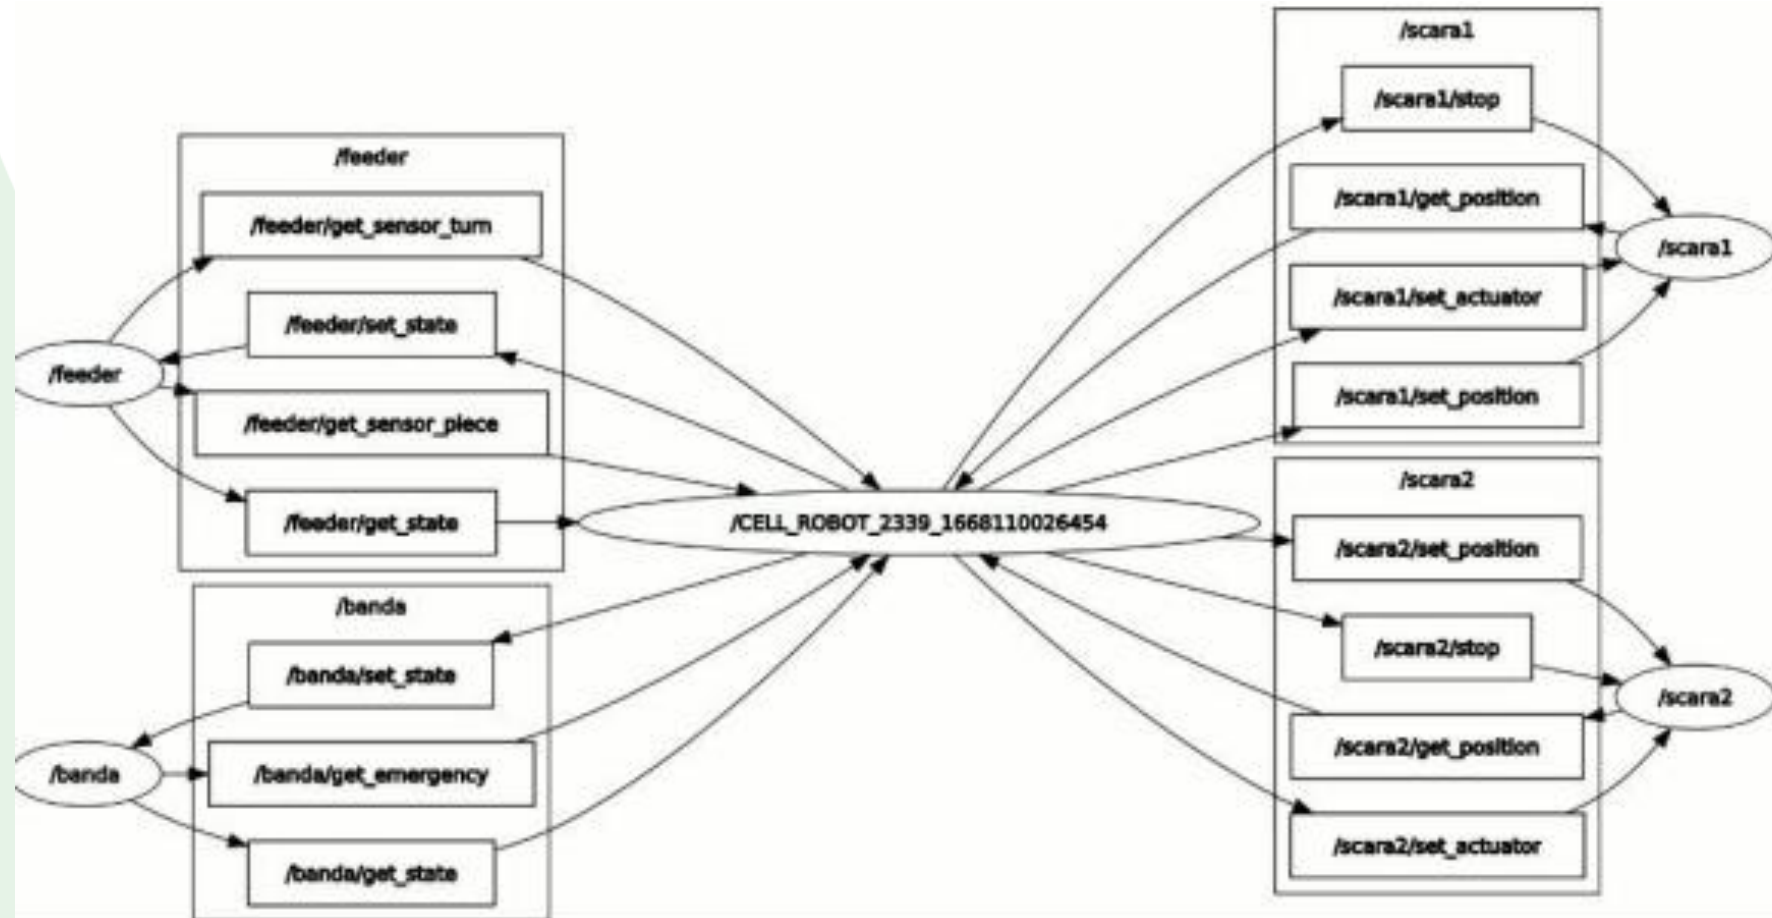 /feeder
/feeder/get_sensor_turn
/feeder/set_state
/feeder/get_sensor_piece
/feeder/get_state
/feeder
/banda
/banda/set_state
/banda/get_emergency
/banda/get_state
/banda
/CELL_ROBOT_2339_1668110026454
/scara1
/scara1/stop
/scara1/get_position
/scara1/set_actuator
/scara1/set_position
/scara1
/scara2
/scara2/set_position
/scara2/stop
/scara2/get_position
/scara2/set_actuator
/scara2